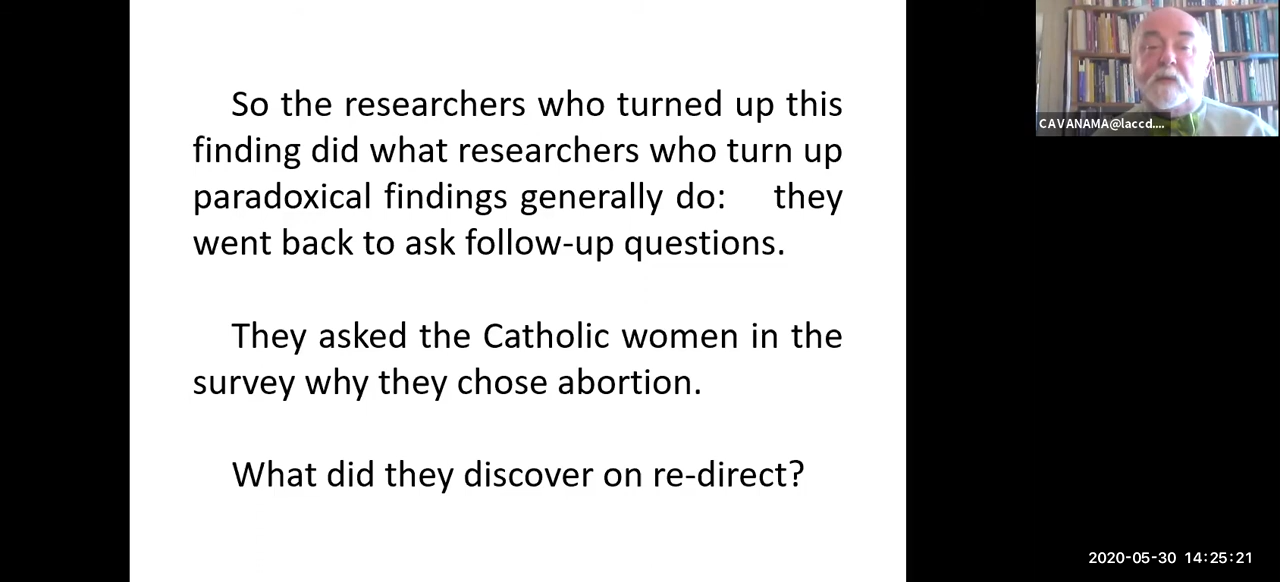 So the researchers who turned up this
finding did what researchers who turn up
paradoxical findings generally do: they
went back to ask follow-up questions.
They asked the Catholic women in the
survey why they chose abortion.
What did they discover on re-direct?
CAVANAMA@laccd....
2020-05-30 14:25:21